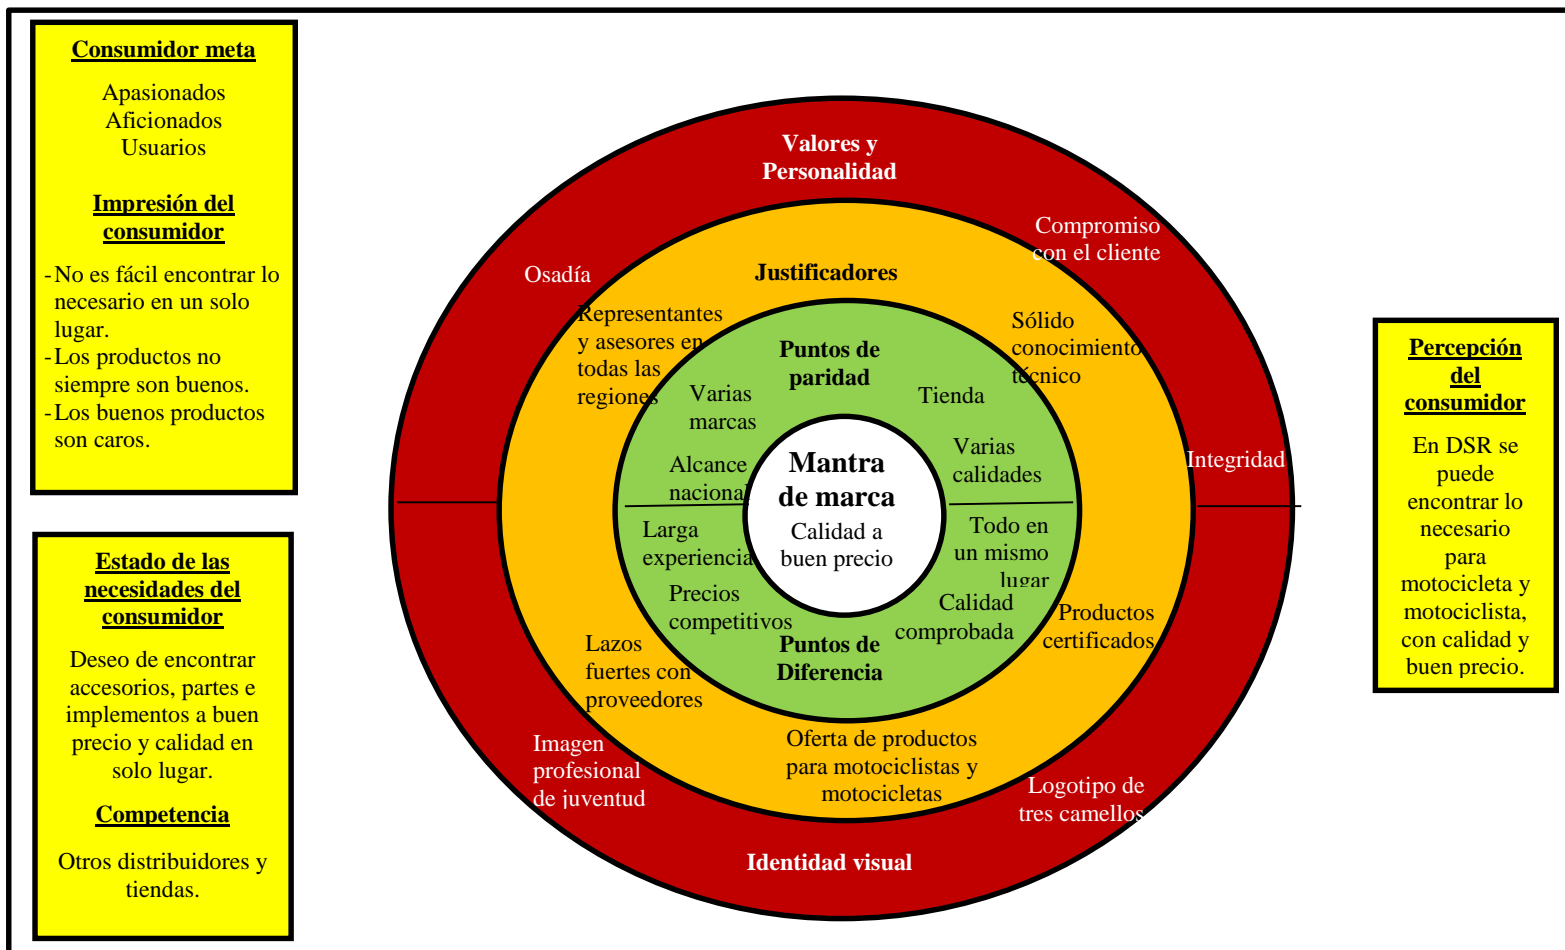 Consumidor meta
Apasionados
Aficionados
Usuarios
Impresión del
consumidor
-No es fácil encontrar lo
necesario en un solo
lugar.
-Los productos no
siempre son buenos.
-Los buenos productos
son caros.
Estado de las
necesidades del
consumidor
Deseo de encontrar
accesorios, partes e
implementos a buen
precio y calidad en
solo lugar.
Competencia
Otros distribuidores y
tiendas.
Valores y
Personalidad
Osadía
Compromiso
con el cliente
Integridad
Justificadores
Representantes
y asesores en
todas las
regiones
Sólido
conocimiento
técnico
Puntos de
paridad
Varias
marcas
Tienda
Alcance
nacional
Varias
calidades
Mantra
de marca
Calidad a
buen precio
Larga
experiencia
Todo en
un mismo
lugar
Precios
competitivos
Calidad
comprobada
Puntos de
Diferencia
Lazos
fuertes con
proveedores
Productos
certificados
Oferta de productos
para motociclistas y
motocicletas
Imagen
profesional
de juventud
Logotipo de
tres camellos
Identidad visual
Percepción
del
consumidor
En DSR se
puede
encontrar lo
necesario
para
motocicleta y
motociclista,
con calidad y
buen precio.